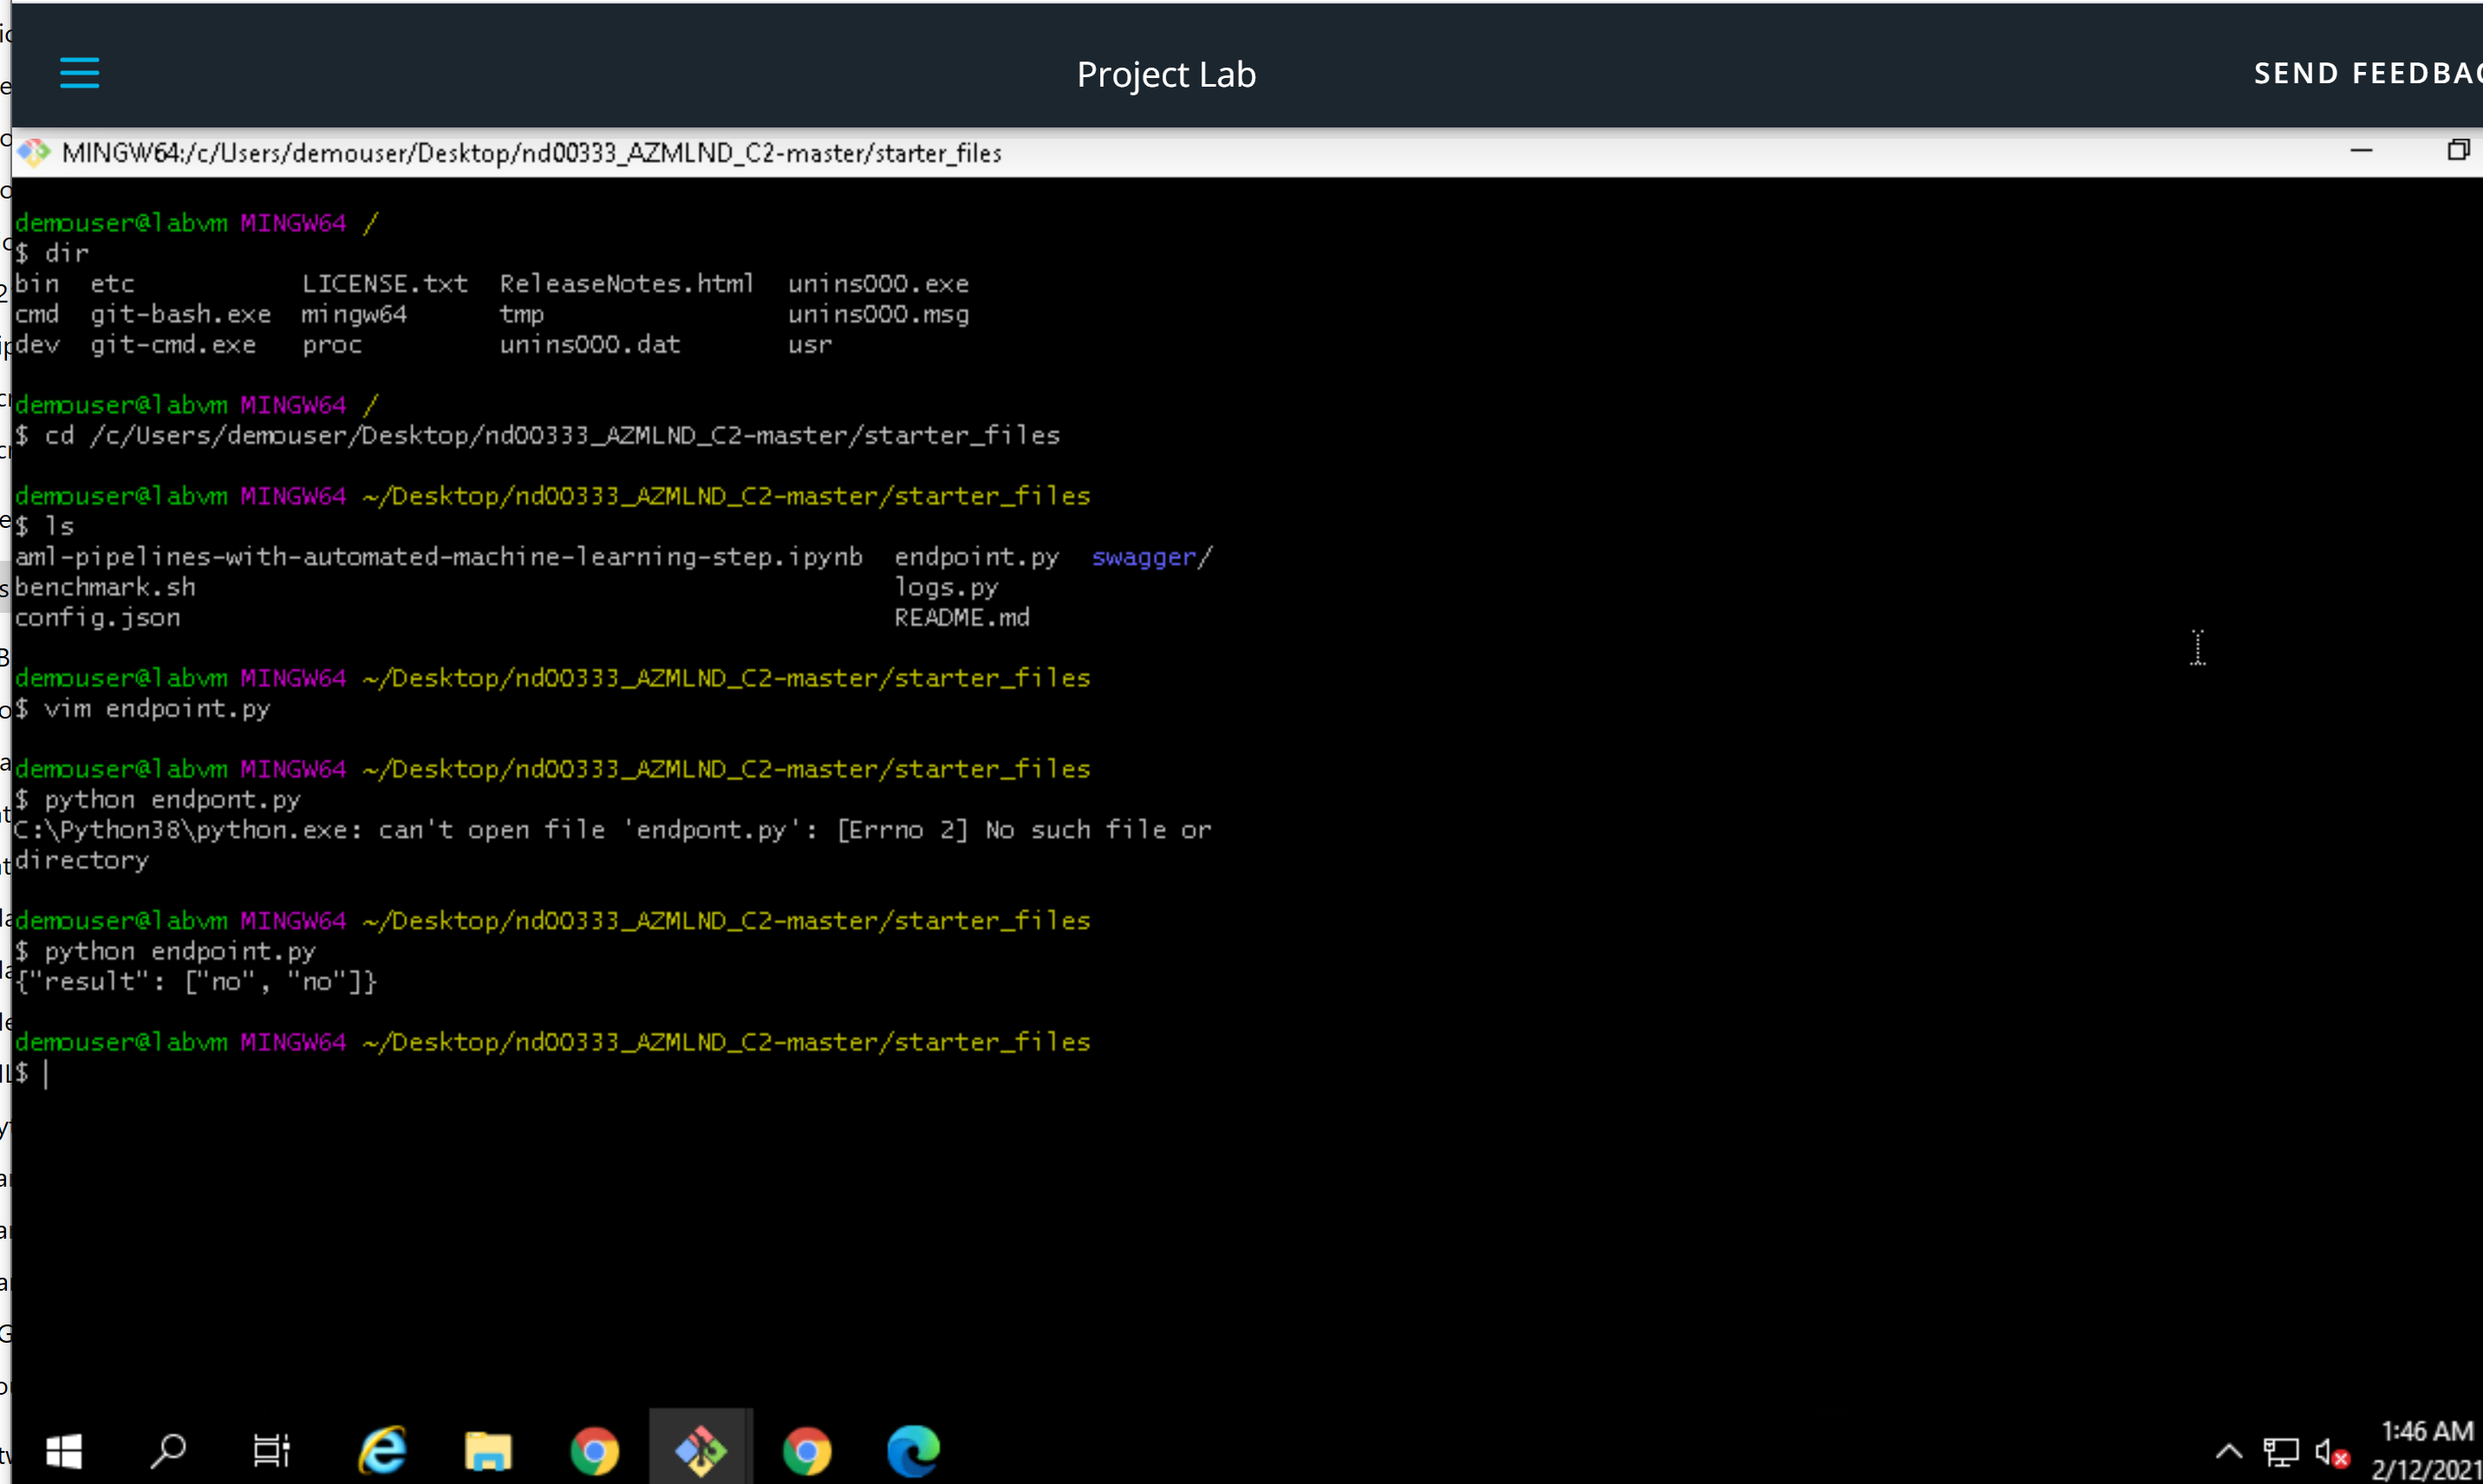 Project Lab
SEND FEEDBAC
MINGW64:/c/Users/demouser/Desktop/nd00333_AZMLND_C2-master/starter_files
demouser@labvm MINGW64 /
$ dir
bin  etc           LICENSE.txt  ReleaseNotes.html  unins000.exe
cmd  git-bash.exe  mingw64      tmp                unins000.msg
dev  git-cmd.exe   proc         unins000.dat       usr
demouser@labvm MINGW64 /
$ cd /c/Users/demouser/Desktop/nd00333_AZMLND_C2-master/starter_files
demouser@labvm MINGW64 ~/Desktop/nd00333_AZMLND_C2-master/starter_files
$ ls
aml-pipelines-with-automated-machine-learning-step.ipynb  endpoint.py  swagger/
benchmark.sh                                              logs.py
config.json                                               README.md
demouser@labvm MINGW64 ~/Desktop/nd00333_AZMLND_C2-master/starter_files
$ vim endpoint.py
demouser@labvm MINGW64 ~/Desktop/nd00333_AZMLND_C2-master/starter_files
$ python endpont.py
C:\Python38\python.exe: can't open file 'endpont.py': [Errno 2] No such file or
directory
demouser@labvm MINGW64 ~/Desktop/nd00333_AZMLND_C2-master/starter_files
$ python endpoint.py
{"result": ["no", "no"]}
demouser@labvm MINGW64 ~/Desktop/nd00333_AZMLND_C2-master/starter_files
$
1:46 AM
2/12/2021